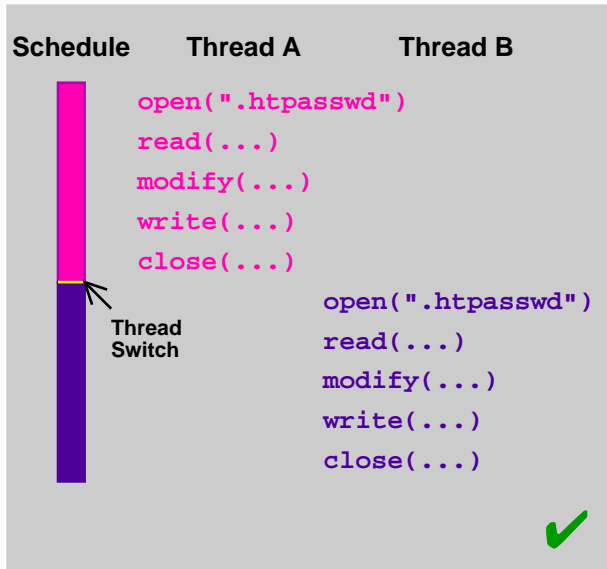 Schedule Thread A Thread B
open(".htpasswd")
read(...)
modify(...)
write(...)
close(...)
Thread
Switch
open(".htpasswd")
read(...)
modify(...)
write(...)
close(...)